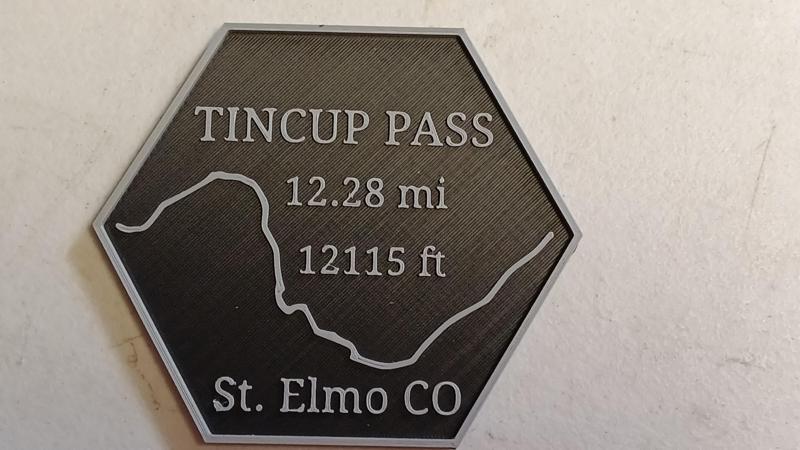 TINCUP PASS
12.28 mi
12115 ft
St. Elmo CO